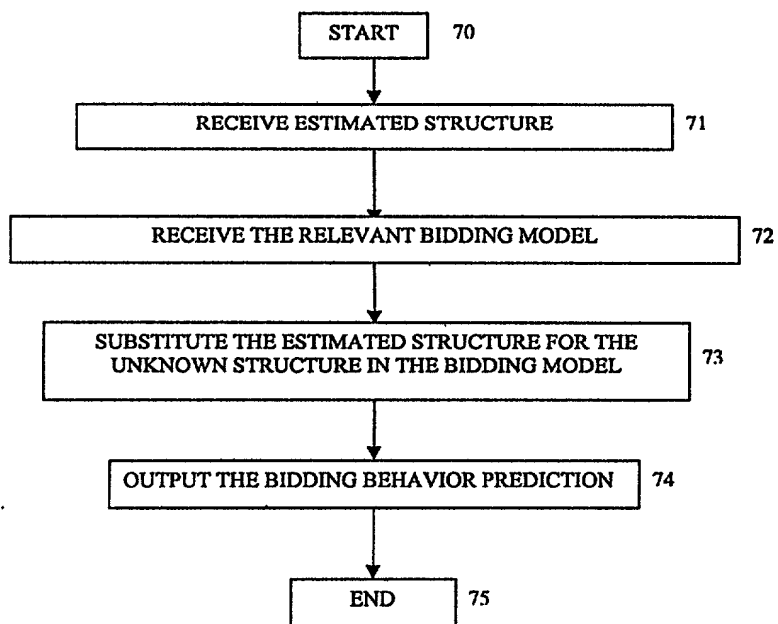 START 70
RECEIVE ESTIMATED STRUCTURE 71
RECEIVE THE RELEVANT BIDDING MODEL 72
SUBSTITUTE THE ESTIMATED STRUCTURE FOR THE
UNKNOWN STRUCTURE IN THE BIDDING MODEL 73
OUTPUT THE BIDDING BEHAVIOR PREDICTION 74
END 75